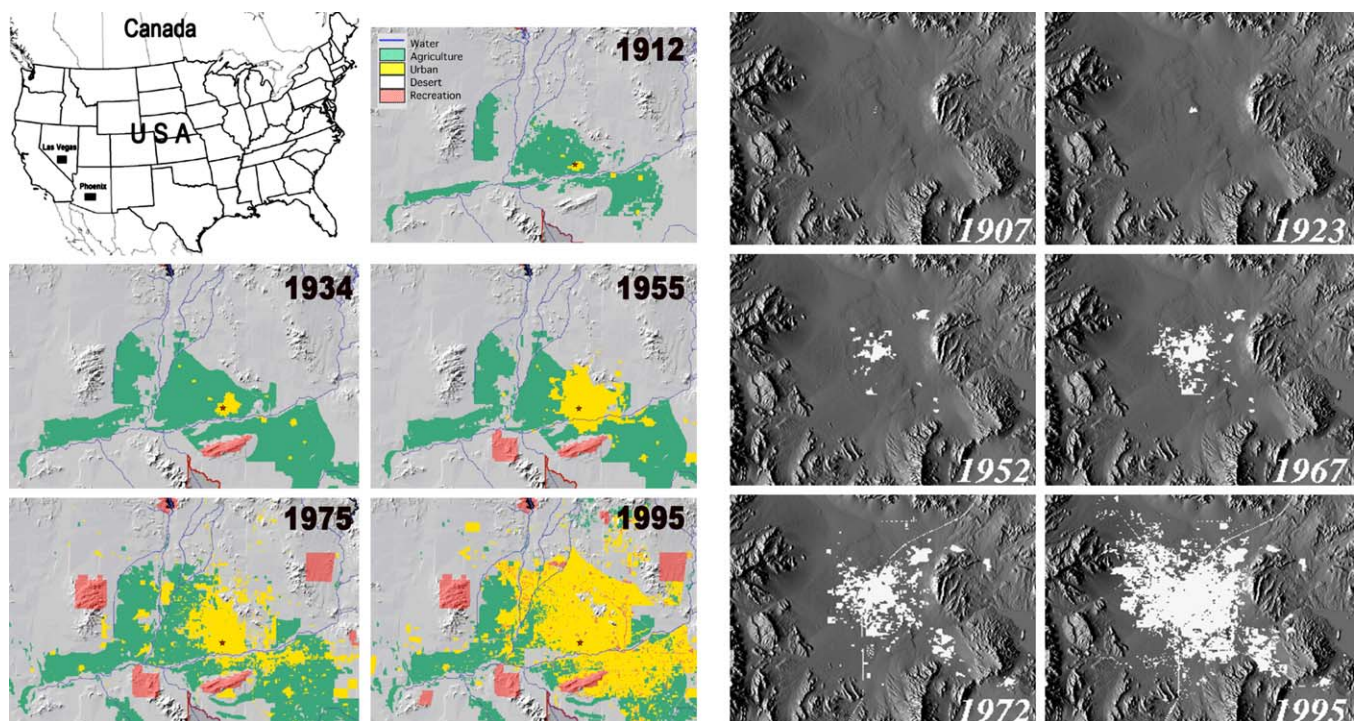 Canada
USA
Las Vegas
Phoenix
1912
Water
Agriculture
Urban
Desert
Recreation
1907
1923
1934
1955
1952
1967
1975
1995
1972
1995